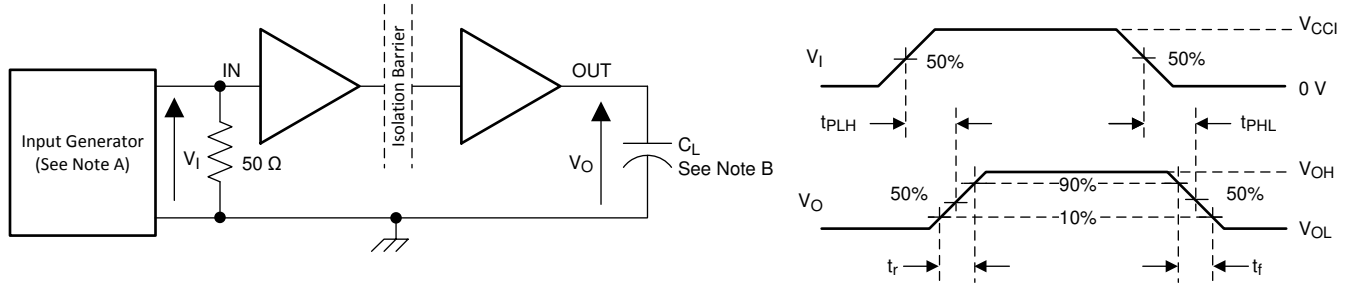 Input Generator
(See Note A)
V_I
IN
50 Ω
Isolation Barrier
OUT
V_O
C_L
See Note B
V_I
50%
50%
V_CCI
0 V
t_PLH
t_PHL
V_O
50%
90%
10%
50%
V_OH
V_OL
t_r
t_f